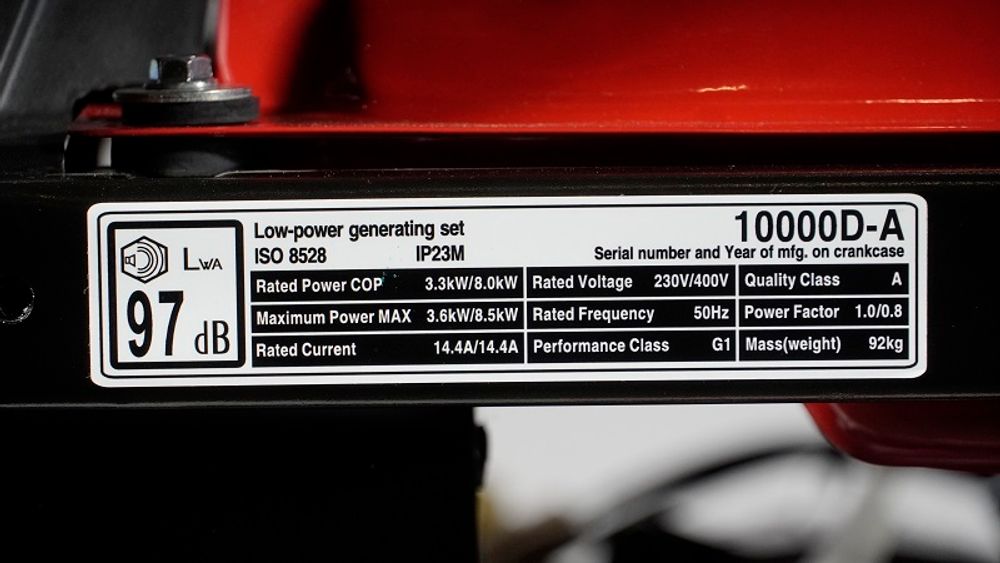 LWA
97 dB
Low-power generating set
ISO 8528 IP23M
10000D-A
Serial number and Year of mfg. on crankcase
Rated Power COP 3.3kW/8.0kW Rated Voltage 230V/400V Quality Class A
Maximum Power MAX 3.6kW/8.5kW Rated Frequency 50Hz Power Factor 1.0/0.8
Rated Current 14.4A/14.4A Performance Class G1 Mass(weight) 92kg